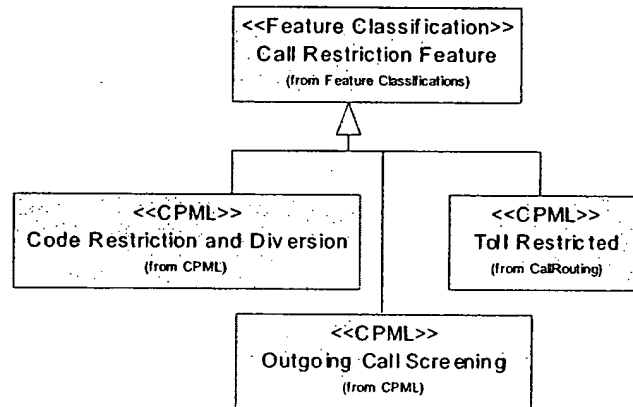 <<Feature Classification>>
Call Restriction Feature
(from Feature Classifications)
<<CPML>>
Code Restriction and Diversion
(from CPML)
<<CPML>>
Toll Restricted
(from CallRouting)
<<CPML>>
Outgoing Call Screening
(from CPML)